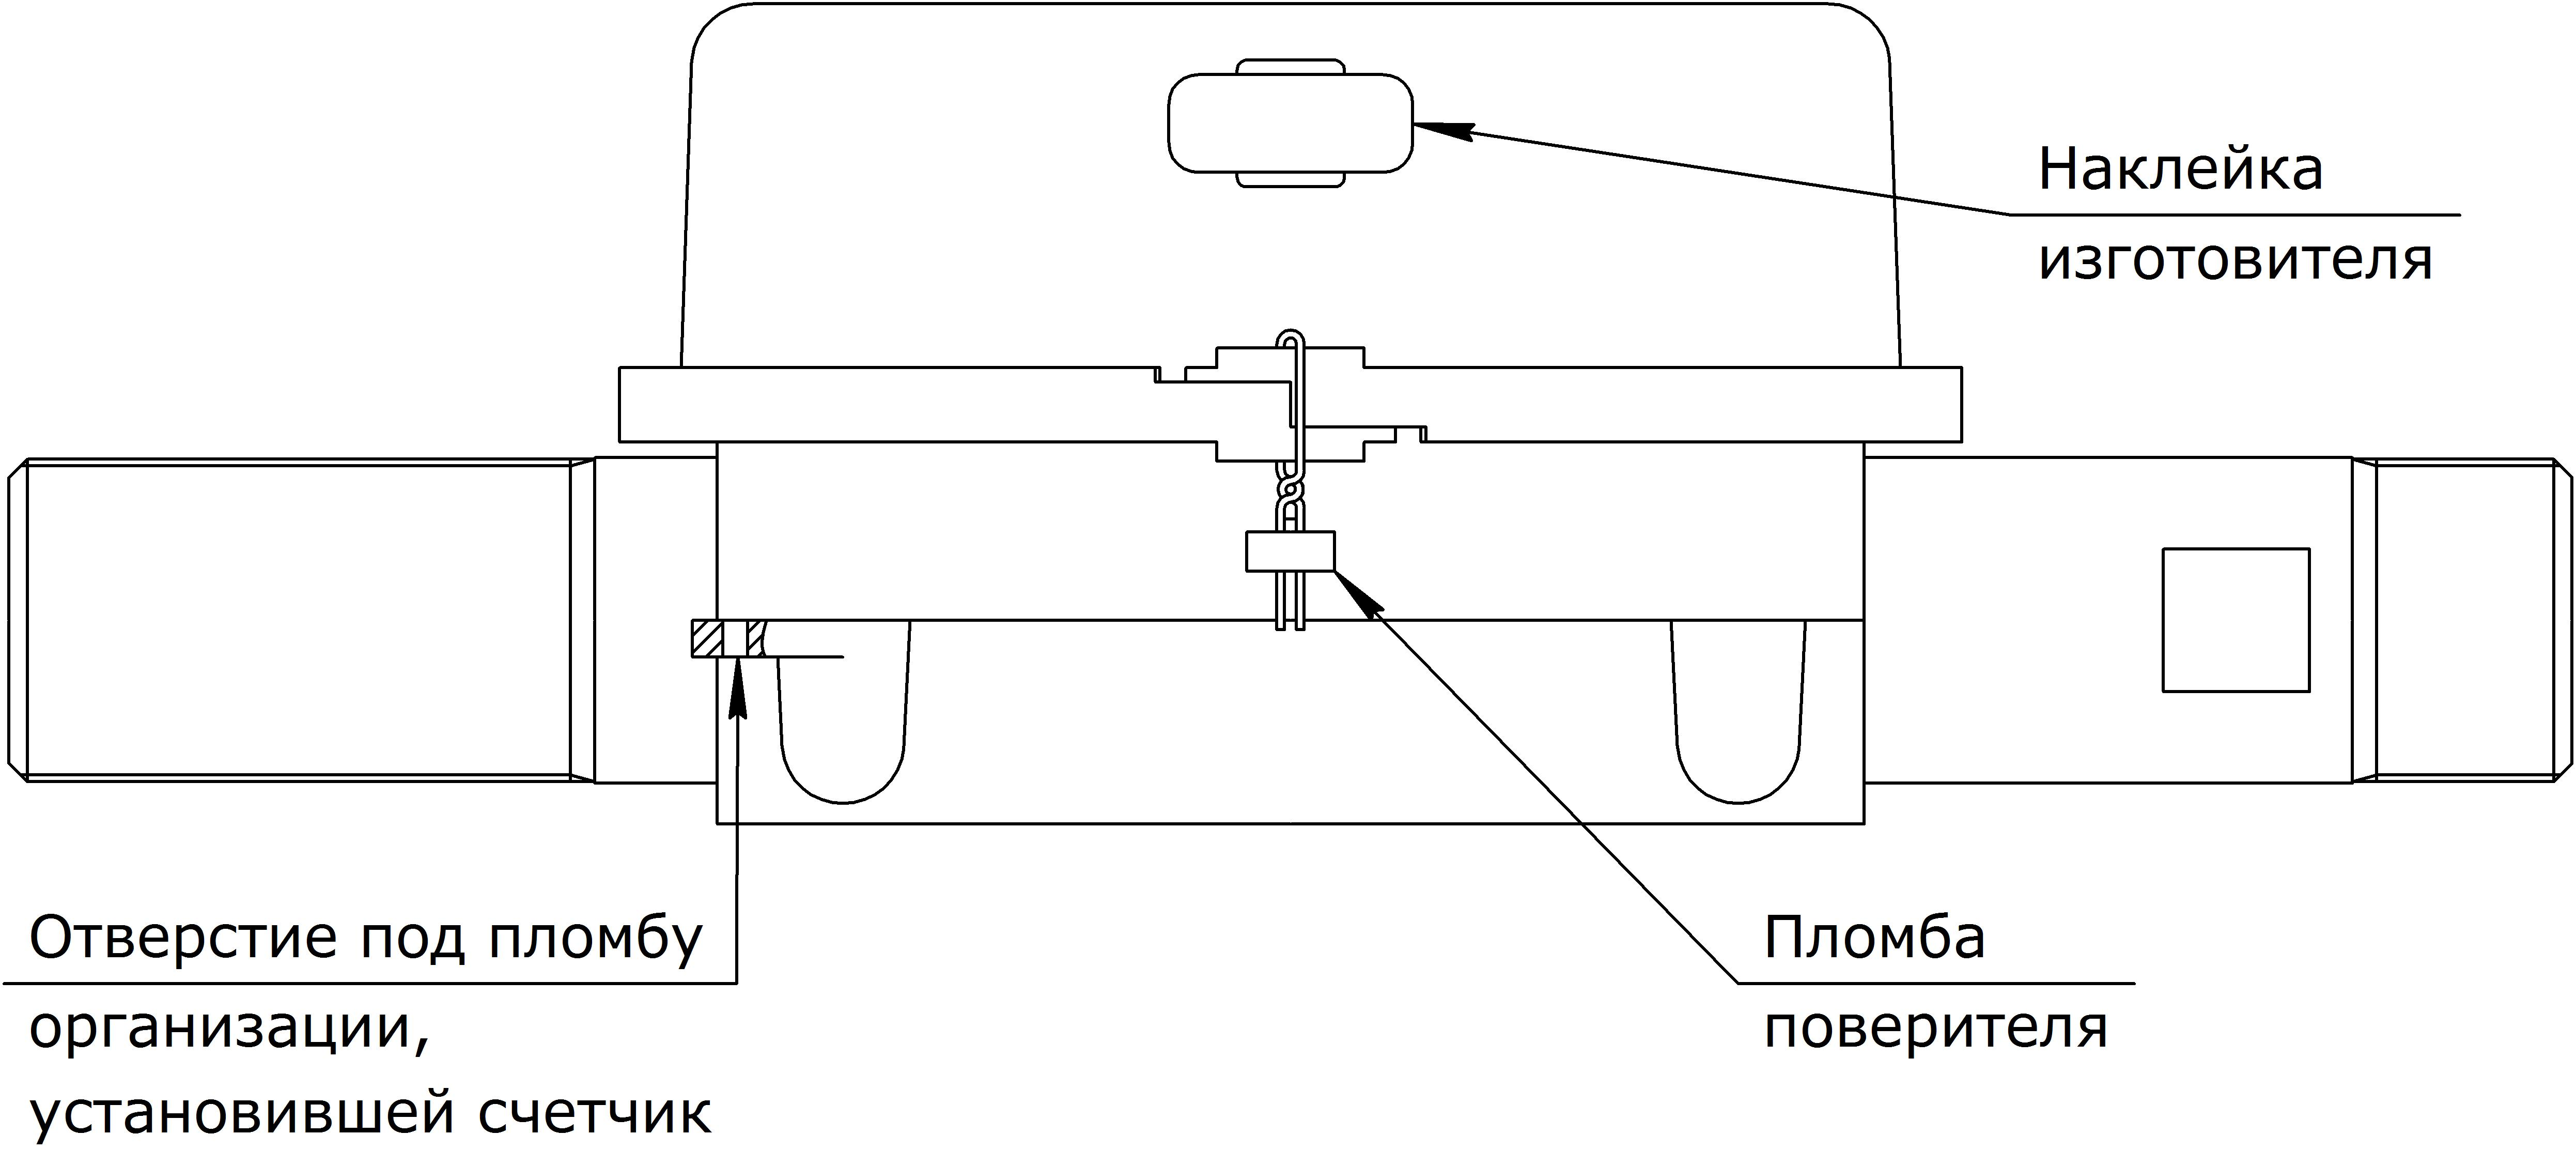 Наклейка
изготовителя
Отверстие под пломбу
организации,
установившей счетчик
Пломба
поверителя